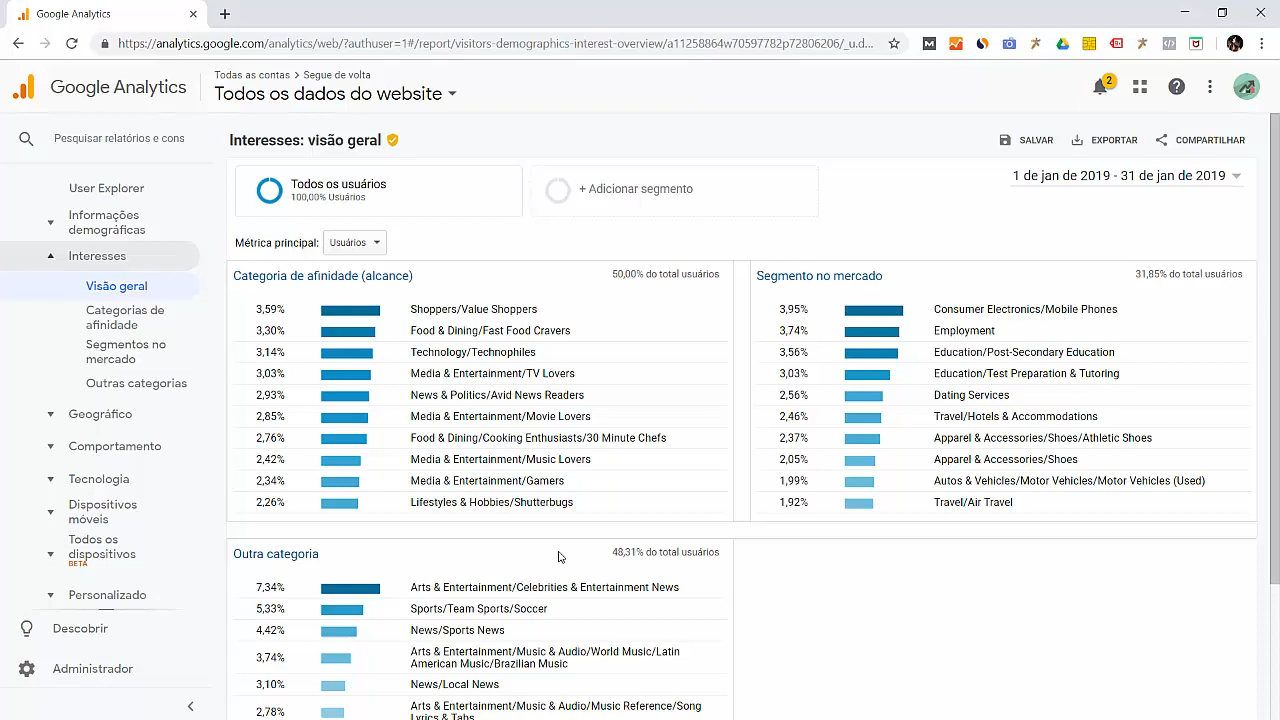 Google Analytics
https://analytics.google.com/analytics/web/?authuser=1#/report/visitors-demographics-interest-overview/a11258864w70597782p72806206/_u.d...
Google Analytics
Todas as contas > Segue de volta
Todos os dados do website
2
Pesquisar relatórios e cons
Interesses: visão geral
SALVAR
EXPORTAR
COMPARTILHAR
User Explorer
Informações
demográficas
Interesses
Visão geral
Categorias de
afinidade
Segmentos no
mercado
Outras categorias
Geográfico
Comportamento
Tecnologia
Dispositivos
móveis
Todos os
dispositivos
BETA
Personalizado
Descobrir
Administrador
Todos os usuários
100,00% Usuários
+ Adicionar segmento
1 de jan de 2019 - 31 de jan de 2019
Métrica principal:
Usuários
Categoria de afinidade (alcance)
50,00% do total usuários
3,59% Shoppers/Value Shoppers
3,30% Food & Dining/Fast Food Cravers
3,14% Technology/Technophiles
3,03% Media & Entertainment/TV Lovers
2,93% News & Politics/Avid News Readers
2,85% Media & Entertainment/Movie Lovers
2,76% Food & Dining/Cooking Enthusiasts/30 Minute Chefs
2,42% Media & Entertainment/Music Lovers
2,34% Media & Entertainment/Gamers
2,26% Lifestyles & Hobbies/Shutterbugs
Segmento no mercado
31,85% do total usuários
3,95% Consumer Electronics/Mobile Phones
3,74% Employment
3,56% Education/Post-Secondary Education
3,03% Education/Test Preparation & Tutoring
2,56% Dating Services
2,46% Travel/Hotels & Accommodations
2,37% Apparel & Accessories/Shoes/Athletic Shoes
2,05% Apparel & Accessories/Shoes
1,99% Autos & Vehicles/Motor Vehicles/Motor Vehicles (Used)
1,92% Travel/Air Travel
Outra categoria
48,31% do total usuários
7,34% Arts & Entertainment/Celebrities & Entertainment News
5,33% Sports/Team Sports/Soccer
4,42% News/Sports News
3,74% Arts & Entertainment/Music & Audio/World Music/Latin
American Music/Brazilian Music
3,10% News/Local News
2,78% Arts & Entertainment/Music & Audio/Music Reference/Song
Lyrics & Tabs